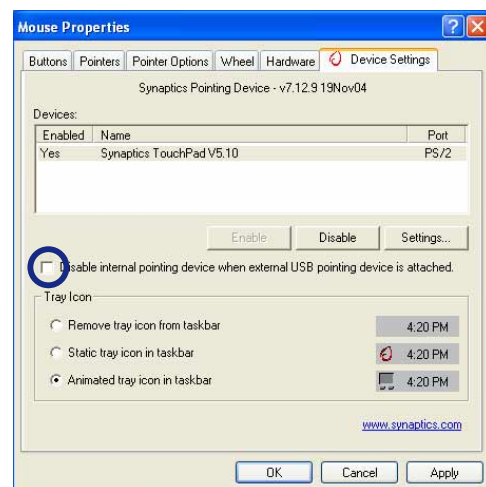 Mouse Properties
Buttons Pointers Pointer Options Wheel Hardware Device Settings
Synaptics Pointing Device - v7.12.9 19Nov04
Devices:
Enabled Name Port
Yes Synaptics TouchPad V5.10 PS/2
Enable Disable Settings...
Disable internal pointing device when external USB pointing device is attached.
Tray Icon
Remove tray icon from taskbar 4:20 PM
Static tray icon in taskbar 4:20 PM
Animated tray icon in taskbar 4:20 PM
www.synaptics.com
OK Cancel Apply